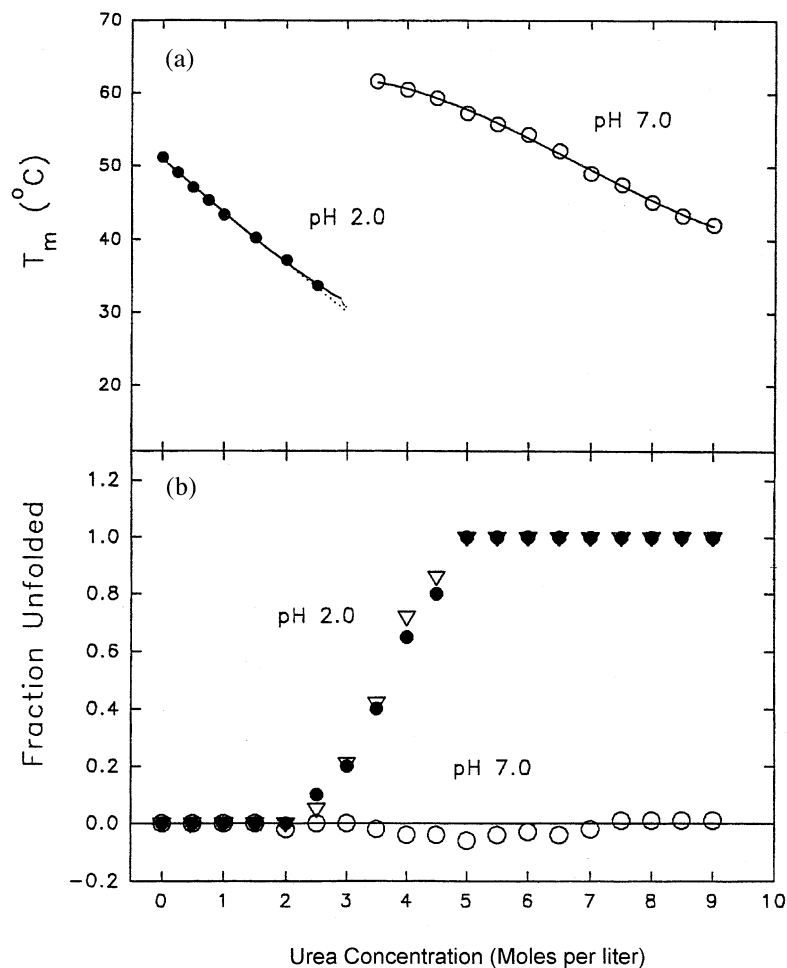 70
(a)
60
pH 7.0
50
T_m (°C)
pH 2.0
40
30
20
(b)
1.2
1.0
0.8
pH 2.0
Fraction Unfolded
0.6
0.4
pH 7.0
0.2
0.0
−0.2
0 1 2 3 4 5 6 7 8 9 10
Urea Concentration (Moles per liter)